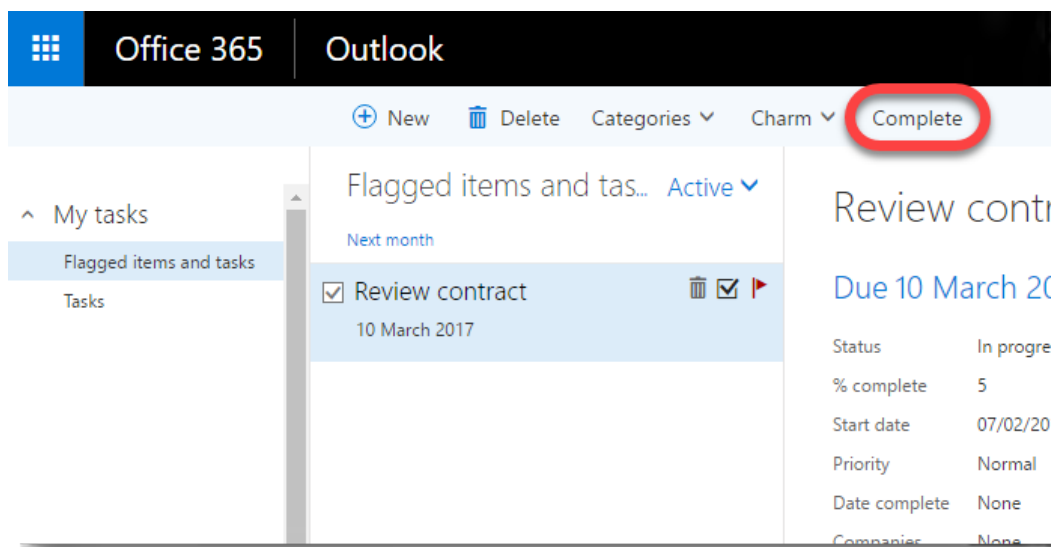 Office 365 Outlook
New Delete Categories Charm Complete
My tasks
Flagged items and tasks
Tasks
Flagged items and tas... Active
Next month
Review contract
10 March 2017
Review contr
Due 10 March 20
Status In progre
% complete 5
Start date 07/02/20
Priority Normal
Date complete None
Companies None